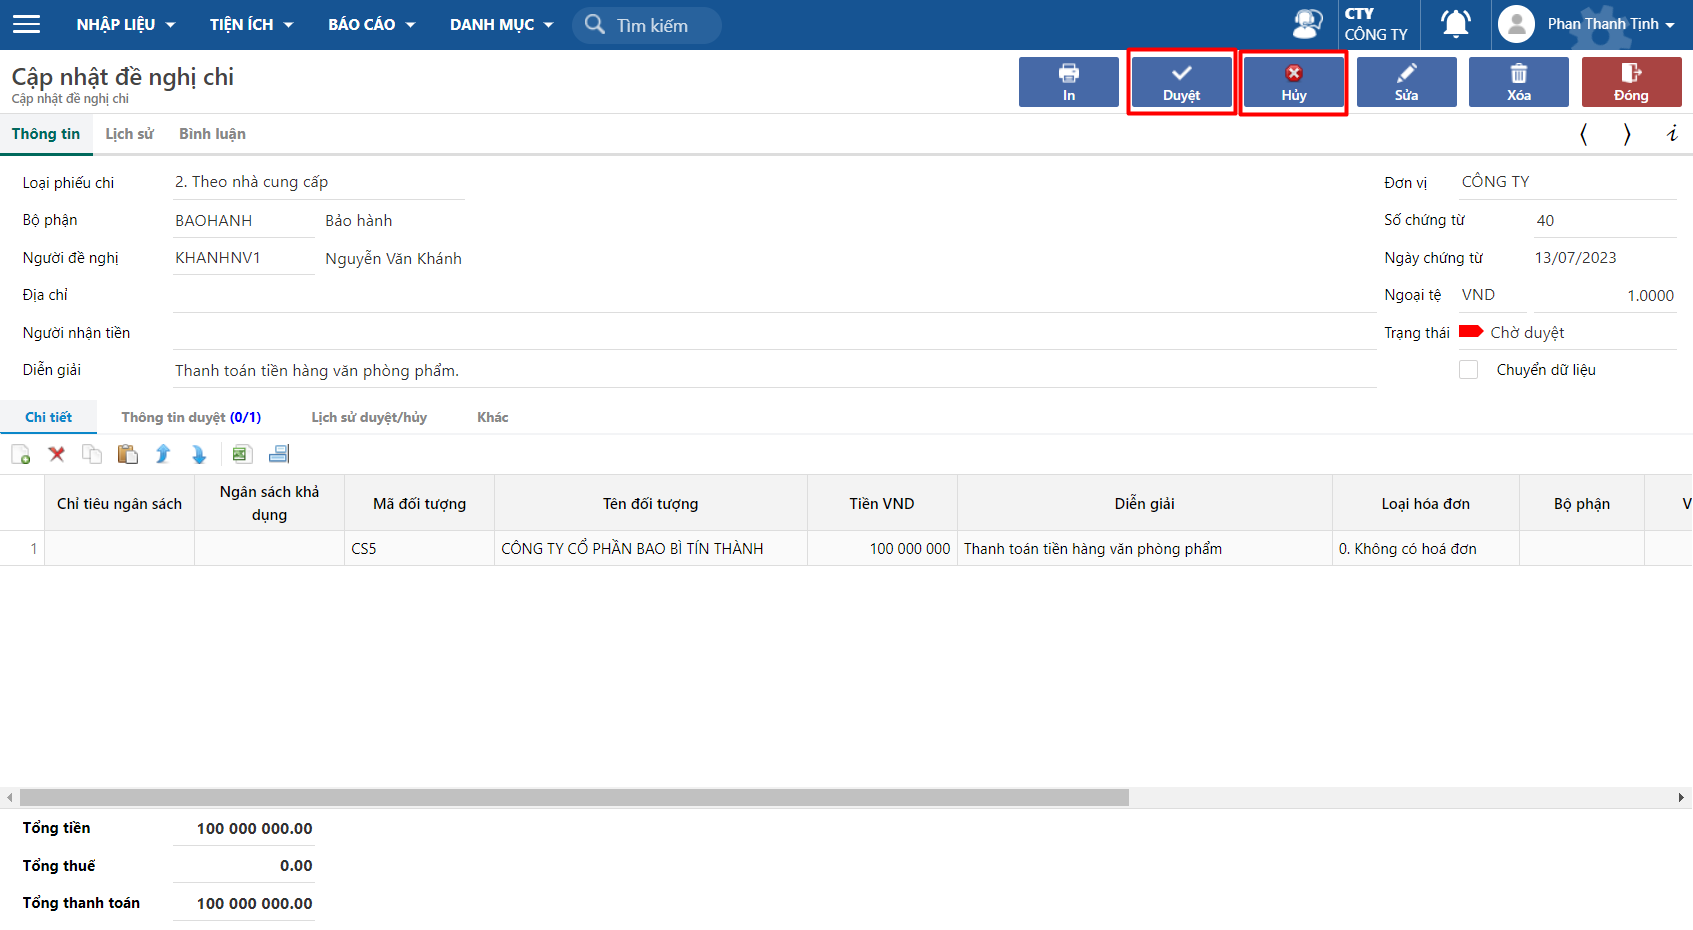 NHẬP LIỆU
TIỆN ÍCH
BÁO CÁO
DANH MỤC
Tìm kiếm
CTY
CÔNG TY
Phan Thanh Tịnh
Cập nhật đề nghị chi
Cập nhật đề nghị chi
In
Duyệt
Hủy
Sửa
Xóa
Đóng
Thông tin
Lịch sử
Bình luận
i
Loại phiếu chi
2. Theo nhà cung cấp
Đơn vị
CÔNG TY
Bộ phận
BAOHANH
Bảo hành
Số chứng từ
40
Người đề nghị
KHANHNV1
Nguyễn Văn Khánh
Ngày chứng từ
13/07/2023
Địa chỉ
Ngoại tệ
VND
1.0000
Người nhận tiền
Trạng thái
Chờ duyệt
Diễn giải
Thanh toán tiền hàng văn phòng phẩm.
Chuyển dữ liệu
Chi tiết
Thông tin duyệt (0/1)
Lịch sử duyệt/hủy
Khác
Chỉ tiêu ngân sách
Ngân sách khả
dụng
Mã đối tượng
Tên đối tượng
Tiền VND
Diễn giải
Loại hóa đơn
Bộ phận
V
1
CS5
CÔNG TY CỔ PHẦN BAO BÌ TÍN THÀNH
100 000 000
Thanh toán tiền hàng văn phòng phẩm
0. Không có hoá đơn
Tổng tiền
100 000 000.00
Tổng thuế
0.00
Tổng thanh toán
100 000 000.00